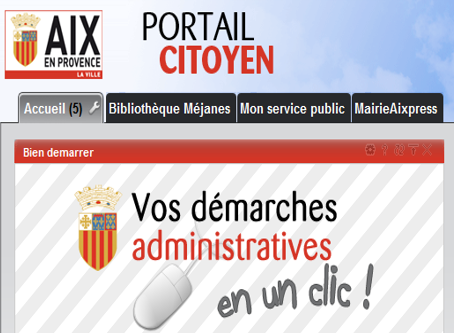 AIX
EN PROVENCE
LA VILLE
PORTAIL
CITOYEN
Accueil (5) Bibliothèque Méjanes Mon service public MairieAixpress
Bien demarrer
Vos démarches
administratives
en un clic !